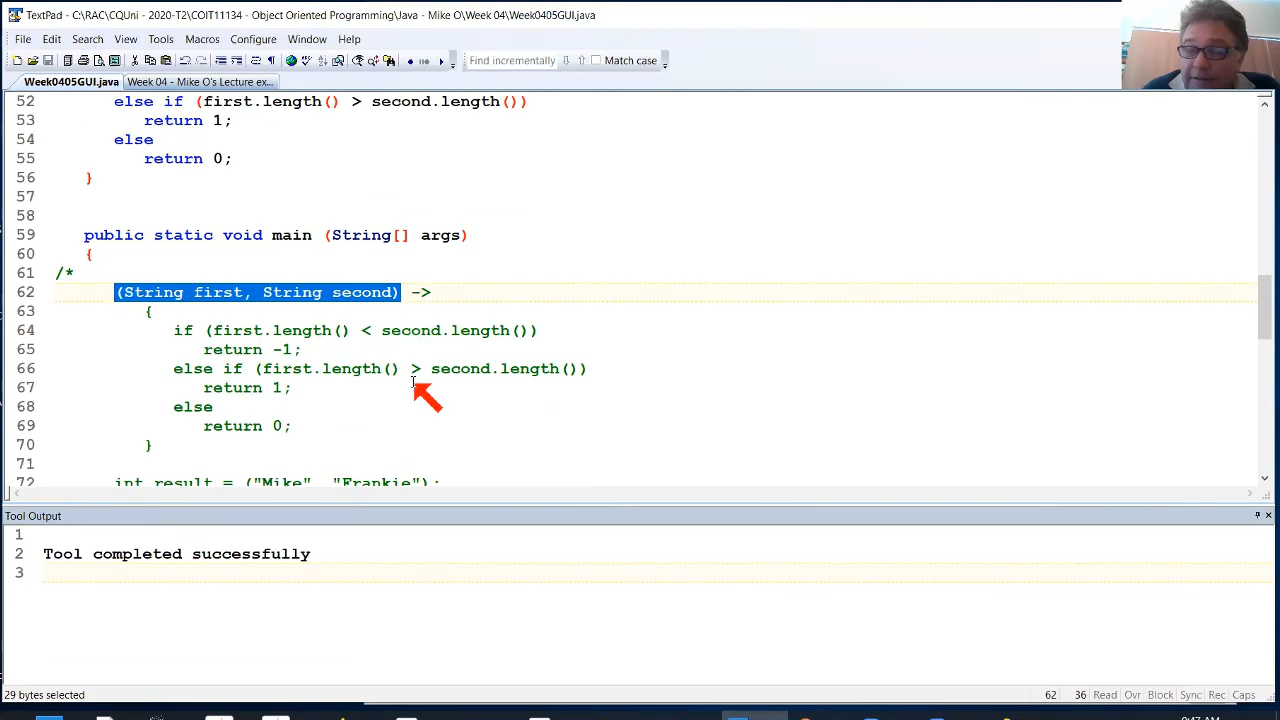 TextPad - C:\RAC\CQUni - 2020-T2\COIT11134 - Object Oriented Programming\Java - Mike O\Week 04\Week0405GUI.java
File Edit Search View Tools Macros Configure Window Help
Find incrementally Match case
Week0405GUI.java Week 04 - Mike O's Lecture ex...
52 else if (first.length() > second.length())
53 return 1;
54 else
55 return 0;
56 }
57
58
59 public static void main (String[] args)
60 {
61 /*
62 (String first, String second) ->
63 {
64 if (first.length() < second.length())
65 return -1;
66 else if (first.length() > second.length())
67 return 1;
68 else
69 return 0;
70 }
71
72 int result = ("Mike" "Frankie");
Tool Output
1
2 Tool completed successfully
3
29 bytes selected 62 36 Read Ovr Block Sync Rec Caps